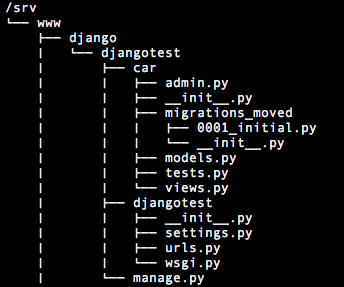 /srv
└── www
    ├── django
    |   └── djangotest
    |       ├── car
    |       |   ├── admin.py
    |       |   ├── __init__.py
    |       |   ├── migrations_moved
    |       |   |   ├── 0001_initial.py
    |       |   |   └── __init__.py
    |       |   ├── models.py
    |       |   ├── tests.py
    |       |   └── views.py
    |       ├── djangotest
    |       |   ├── __init__.py
    |       |   ├── settings.py
    |       |   ├── urls.py
    |       |   └── wsgi.py
    |       └── manage.py